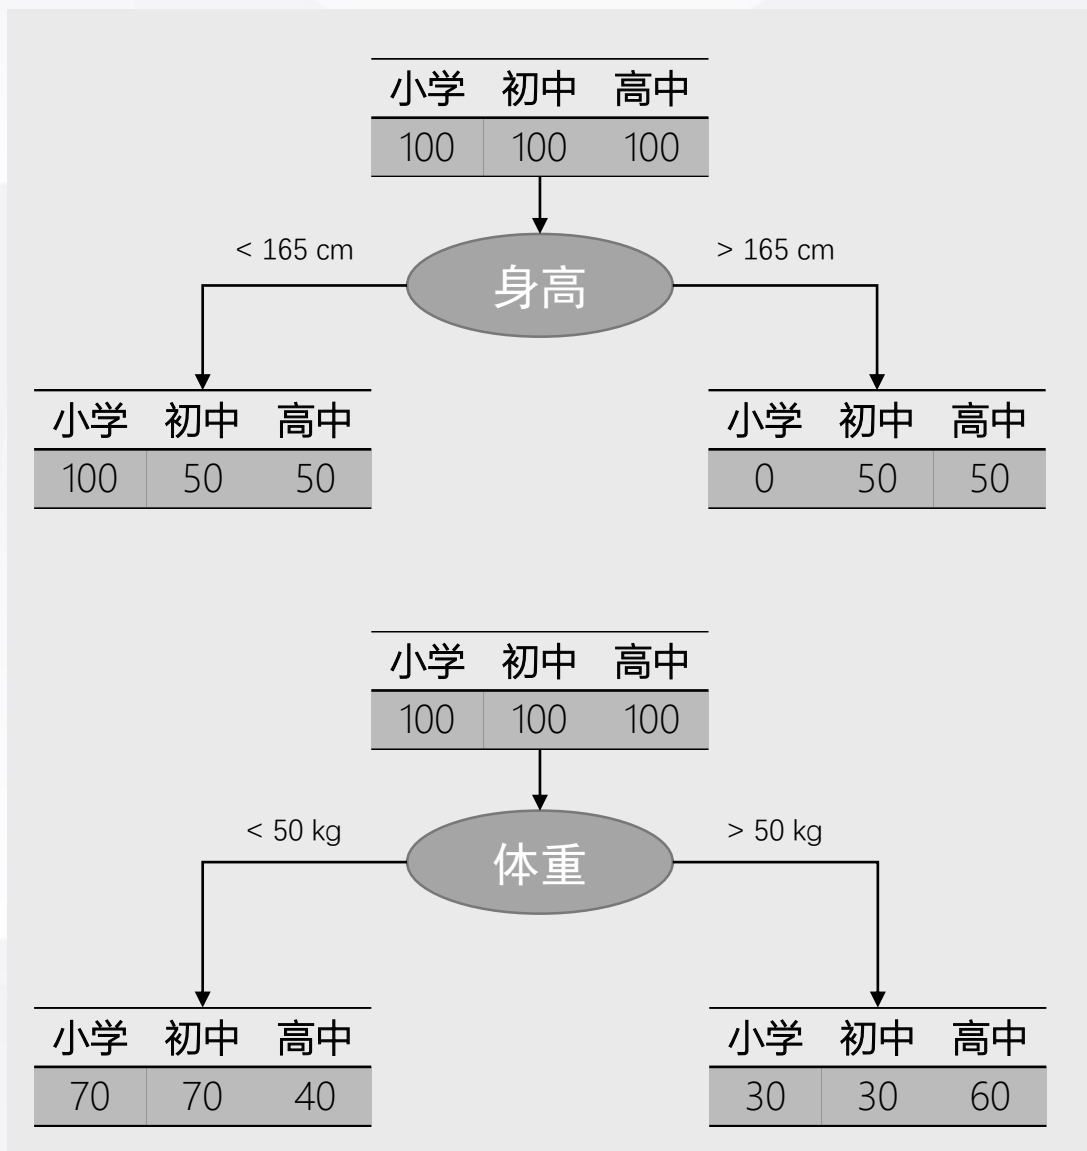 小学 初中 高中
100 100 100
< 165 cm > 165 cm
身高
小学 初中 高中 小学 初中 高中
100 50 50 0 50 50
小学 初中 高中
100 100 100
< 50 kg > 50 kg
体重
小学 初中 高中 小学 初中 高中
70 70 40 30 30 60